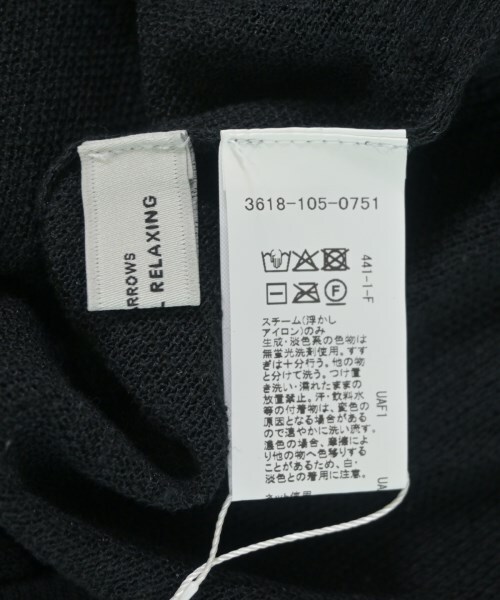 ARROWS
L RELAXING
3618-105-0751
441-1-F
F
スチーム(浮かし
アイロン)のみ
生成・淡色系の色物は
無蛍光洗剤使用。すす
ぎは十分行う。他の物
と分けて洗う。つけ置
き洗い・濡れたままの
放置禁止。汗・飲料水
等の付着物は、変色の
原因となる場合がある
ので速やかに洗い流す。
濃色の場合、摩擦によ
り他の物へ色移りする
ことがあるため、白・
淡色との着用に注意。
ネット使用
UAF1
UA